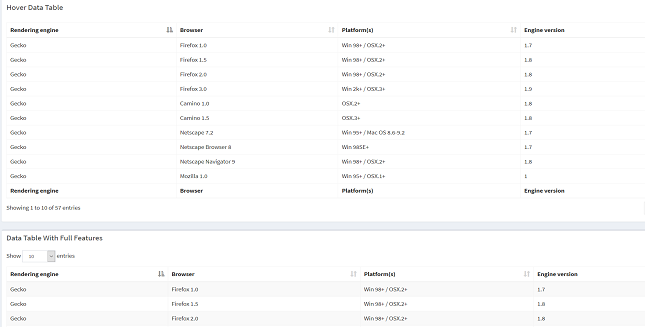 Hover Data Table
Rendering engine Browser Platform(s) Engine version
Gecko Firefox 1.0 Win 98+ / OSX.2+ 1.7
Gecko Firefox 1.5 Win 98+ / OSX.2+ 1.8
Gecko Firefox 2.0 Win 98+ / OSX.2+ 1.8
Gecko Firefox 3.0 Win 2k+ / OSX.3+ 1.9
Gecko Camino 1.0 OSX.2+ 1.8
Gecko Camino 1.5 OSX.3+ 1.8
Gecko Netscape 7.2 Win 95+ / Mac OS 8.6-9.2 1.7
Gecko Netscape Browser 8 Win 98SE+ 1.7
Gecko Netscape Navigator 9 Win 98+ / OSX.2+ 1.8
Gecko Mozilla 1.0 Win 95+ / OSX.1+ 1
Rendering engine Browser Platform(s) Engine version
Showing 1 to 10 of 57 entries
Data Table With Full Features
Show 10 entries
Rendering engine Browser Platform(s) Engine version
Gecko Firefox 1.0 Win 98+ / OSX.2+ 1.7
Gecko Firefox 1.5 Win 98+ / OSX.2+ 1.8
Gecko Firefox 2.0 Win 98+ / OSX.2+ 1.8